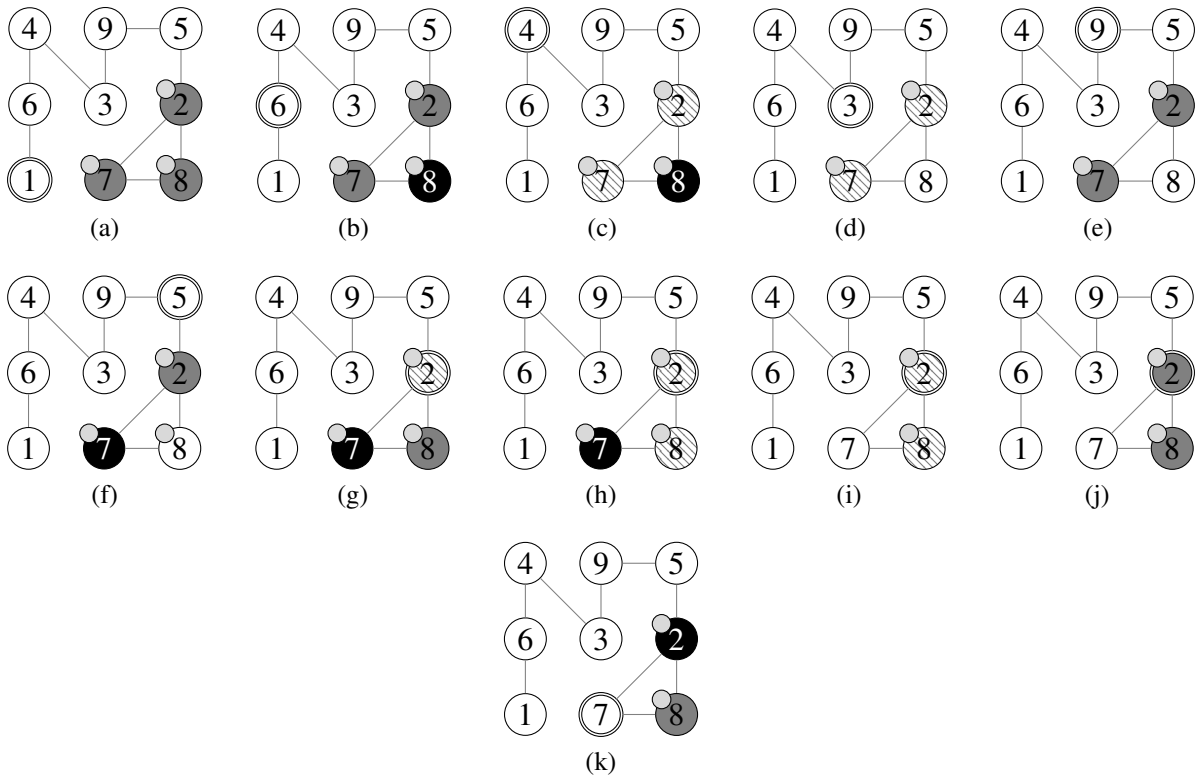 4 9 5 4 9 5 4 9 5 4 9 5 4 9 5
6 3 2 6 3 2 6 3 2 6 3 2 6 3 2
1 7 8 1 7 8 1 7 8 1 7 8 1 7 8
(a) (b) (c) (d) (e)
4 9 5 4 9 5 4 9 5 4 9 5 4 9 5
6 3 2 6 3 2 6 3 2 6 3 2 6 3 2
1 7 8 1 7 8 1 7 8 1 7 8 1 7 8
(f) (g) (h) (i) (j)
4 9 5
6 3 2
1 7 8
(k)